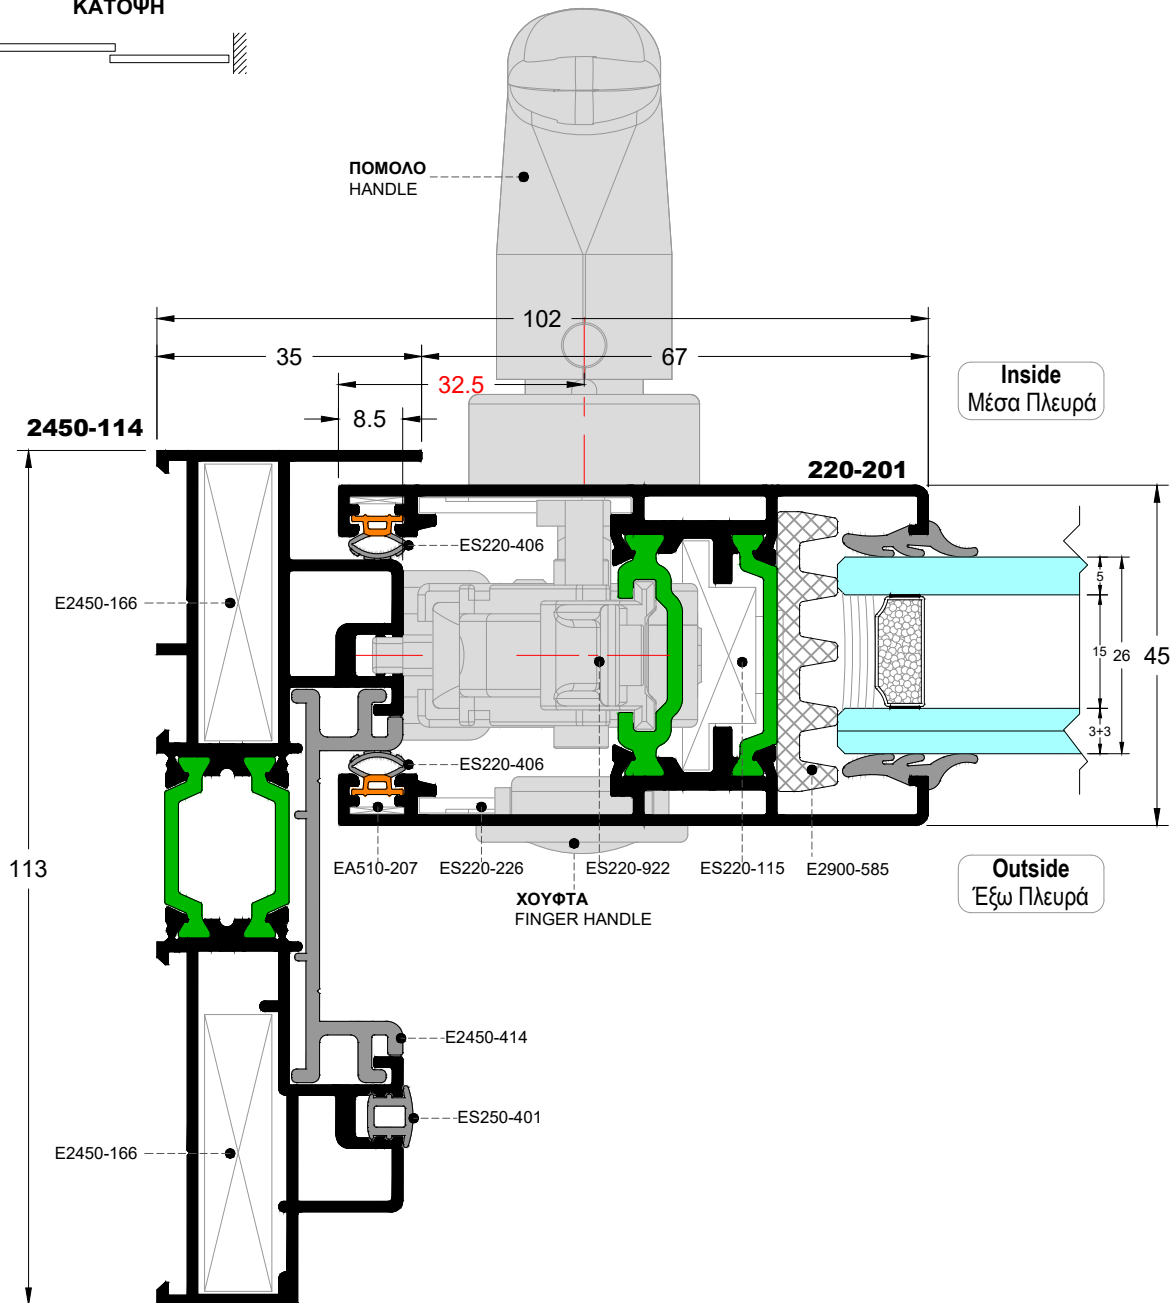 ΚΑΤΟΨΗ
ΠΟΜΟΛΟ
HANDLE
102
35
67
32.5
8.5
Inside
Μέσα Πλευρά
2450-114
220-201
ES220-406
E2450-166
5
15
26
45
3+3
ES220-406
113
EA510-207
ES220-226
ES220-922
ES220-115
E2900-585
ΧΟΥΦΤΑ
FINGER HANDLE
Outside
Έξω Πλευρά
E2450-414
ES250-401
E2450-166